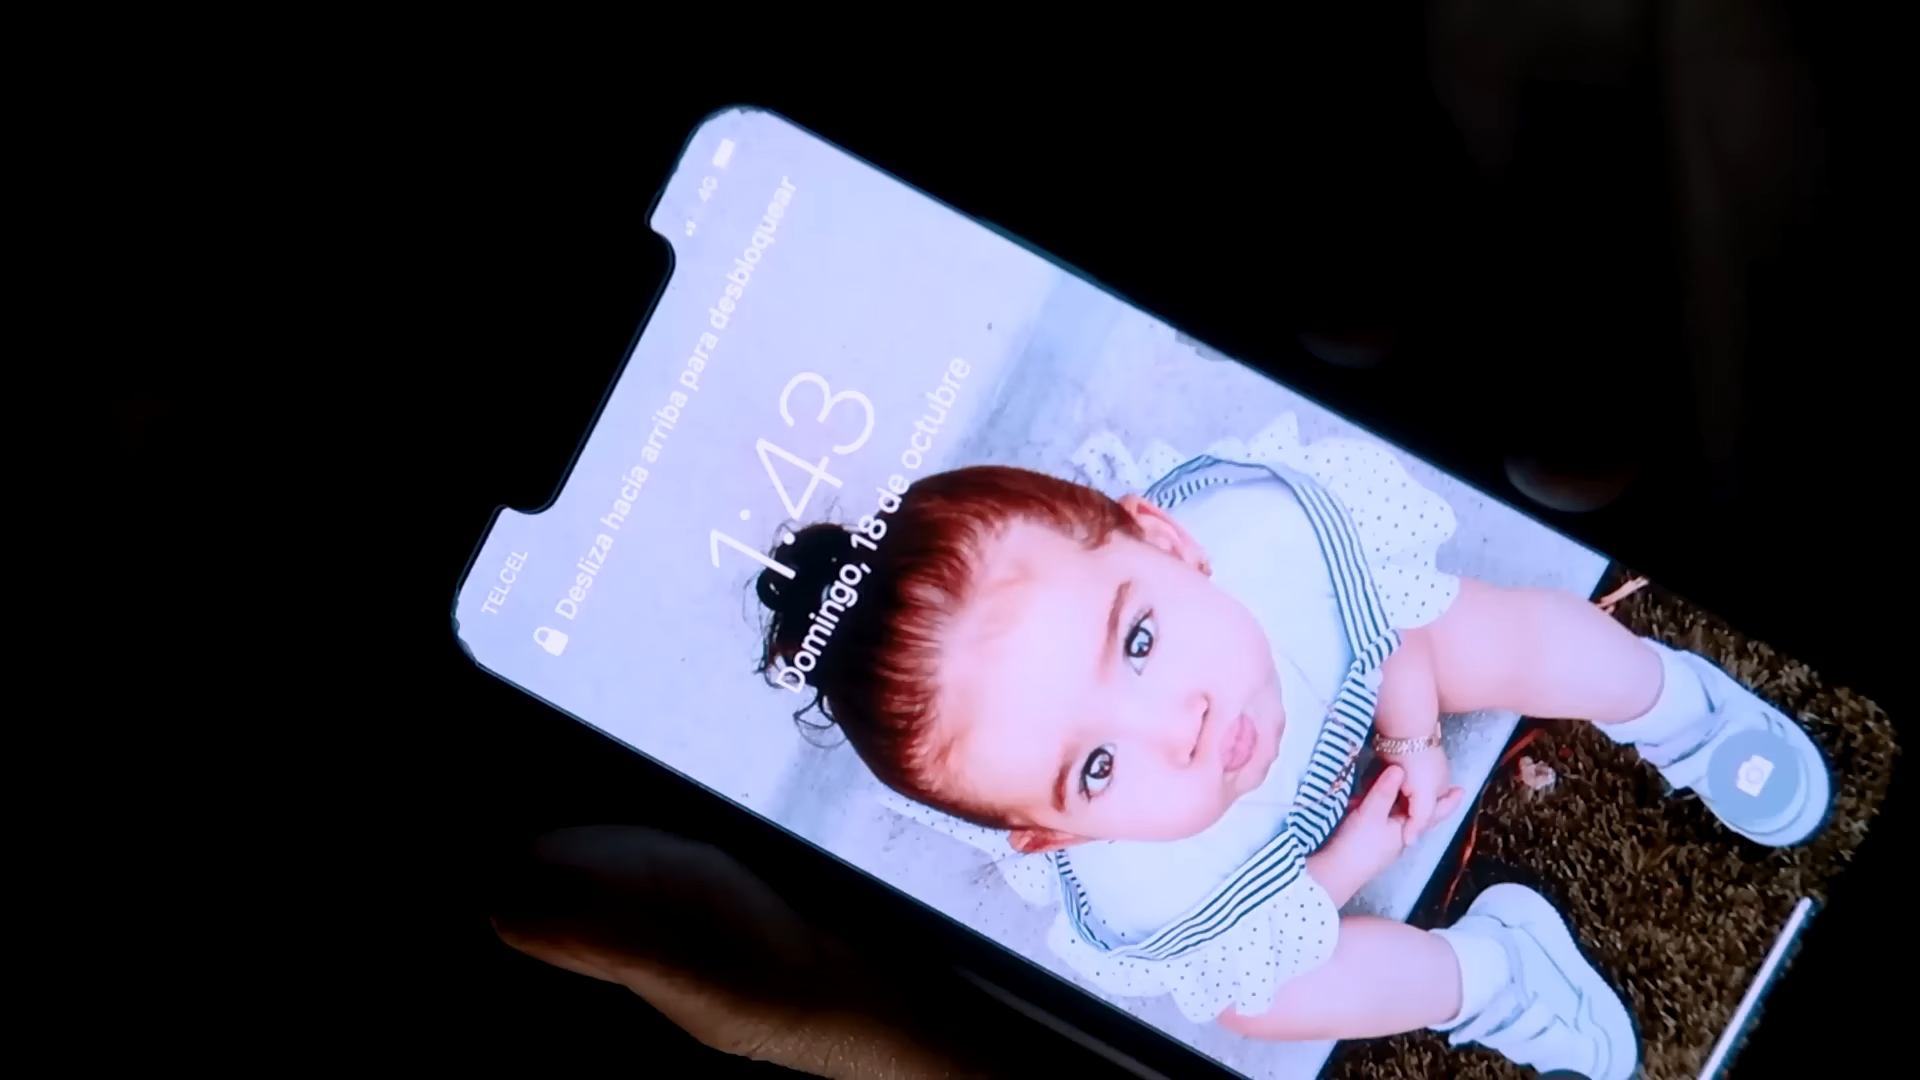 TELCEL 4G
Desliza hacia arriba para desbloquear
1:43
Domingo, 18 de octubre